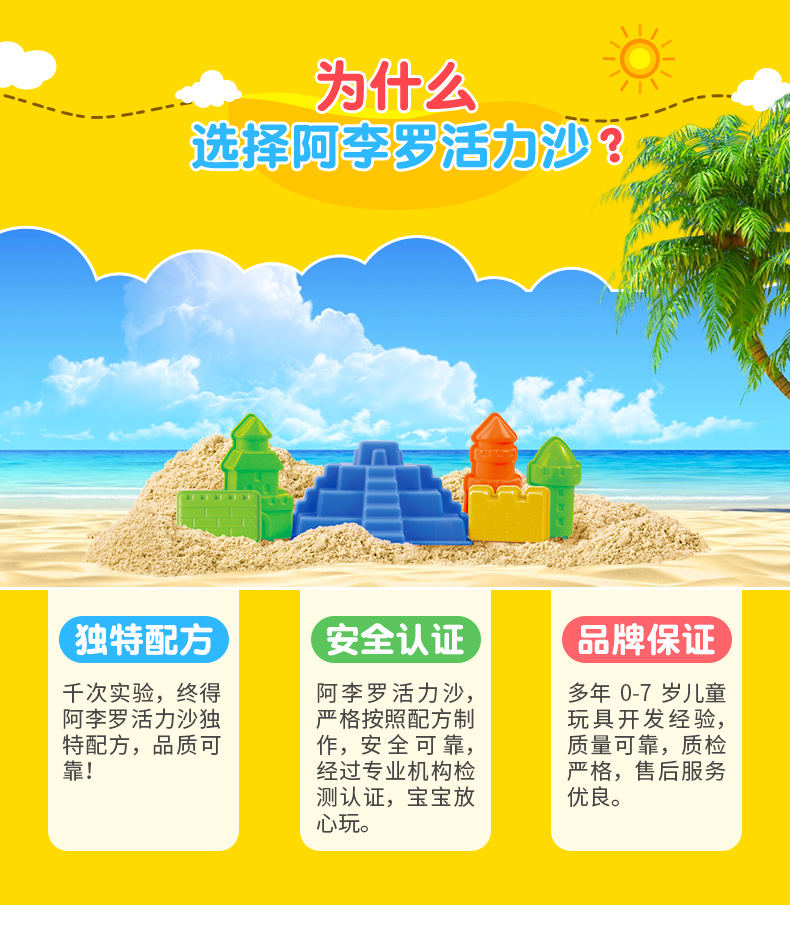 为什么
选择阿李罗活力沙?
独特配方
千次实验，终得
阿李罗活力沙独
特配方，品质可
靠！
安全认证
阿李罗活力沙，
严格按照配方制
作，安全可靠，
经过专业机构检
测认证，宝宝放
心玩。
品牌保证
多年 0-7 岁儿童
玩具开发经验，
质量可靠，质检
严格，售后服务
优良。